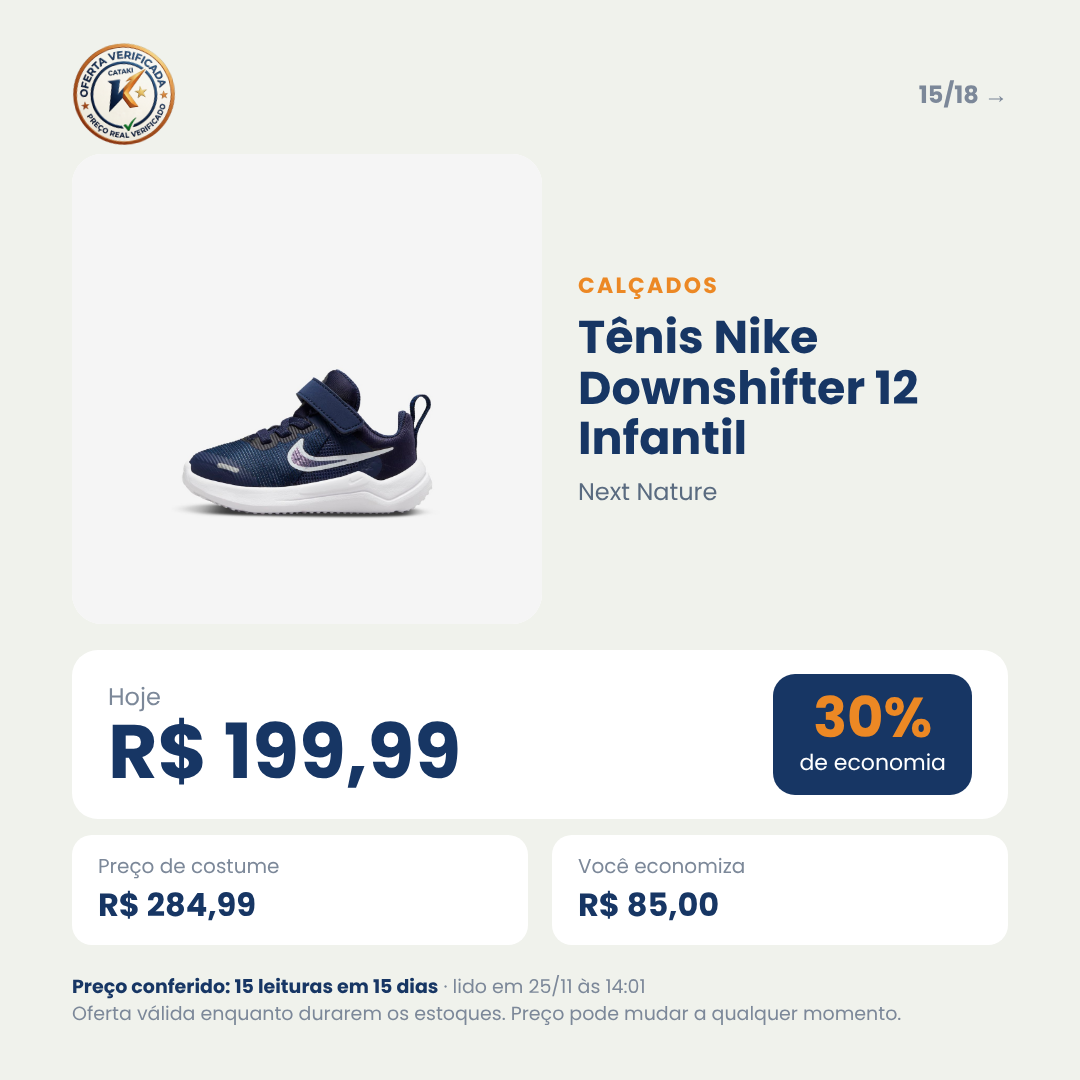 OFERTA VERIFICADA
CATAKI
K
PREÇO REAL VERIFICADO
15/18 →
CALÇADOS
Tênis Nike
Downshifter 12
Infantil
Next Nature
Hoje
R$ 199,99
30%
de economia
Preço de costume
R$ 284,99
Você economiza
R$ 85,00
Preço conferido: 15 leituras em 15 dias · lido em 25/11 às 14:01
Oferta válida enquanto durarem os estoques. Preço pode mudar a qualquer momento.